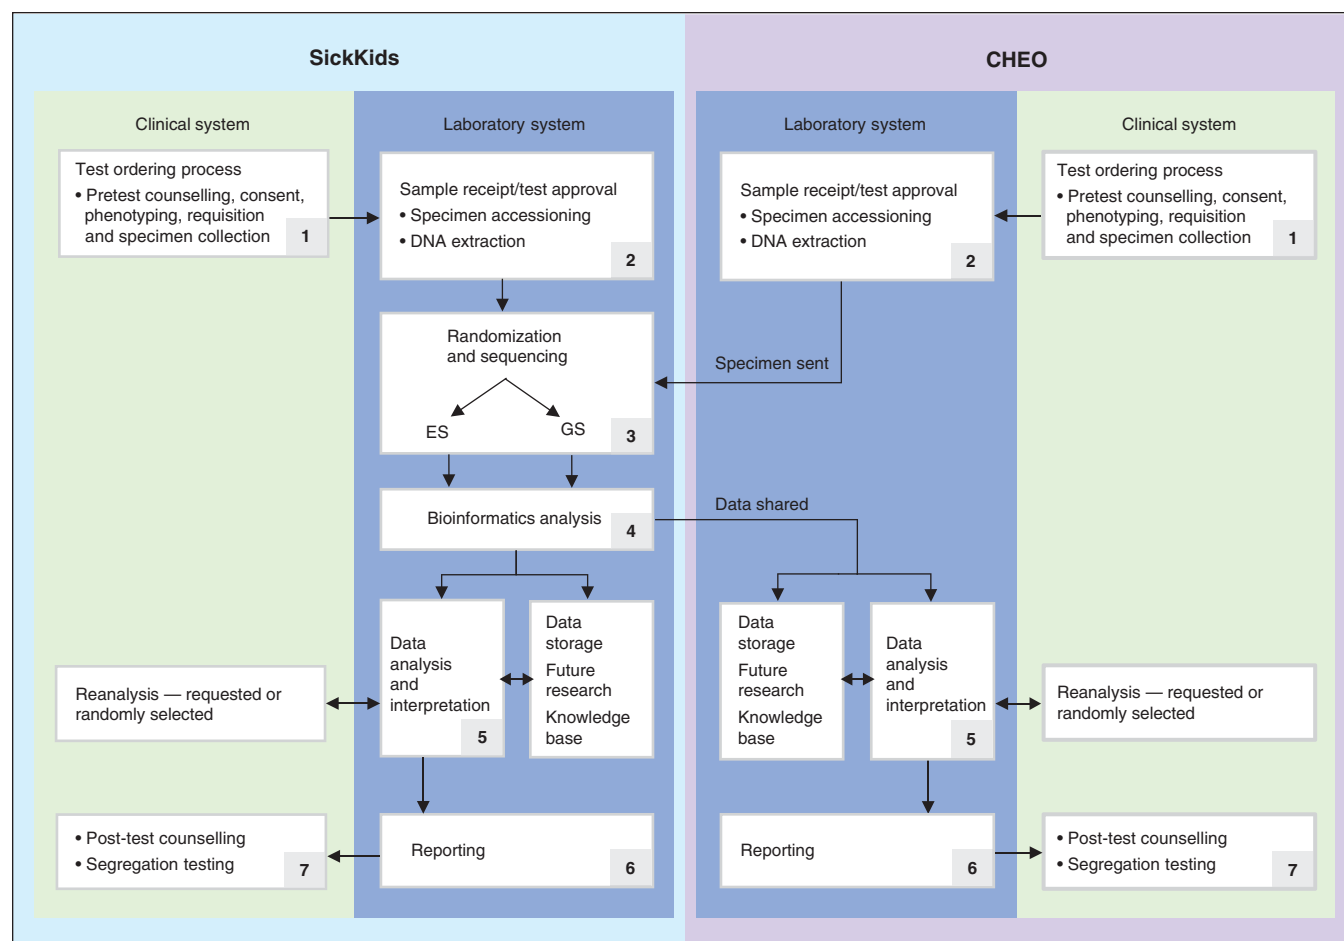 SickKids
Clinical system
Laboratory system
Test ordering process
• Pretest counselling, consent,
phenotyping, requisition
and specimen collection
1
Sample receipt/test approval
• Specimen accessioning
• DNA extraction
2
Randomization
and sequencing
ES
GS
3
Bioinformatics analysis
4
Data
analysis
and
interpretation
5
Data
storage
Future
research
Knowledge
base
Reanalysis — requested or
randomly selected
Reporting
6
• Post-test counselling
• Segregation testing
7
CHEO
Laboratory system
Clinical system
Test ordering process
• Pretest counselling, consent,
phenotyping, requisition
and specimen collection
1
Sample receipt/test approval
• Specimen accessioning
• DNA extraction
2
Specimen sent
Data shared
Data
storage
Future
research
Knowledge
base
Data
analysis
and
interpretation
5
Reanalysis — requested or
randomly selected
Reporting
6
• Post-test counselling
• Segregation testing
7